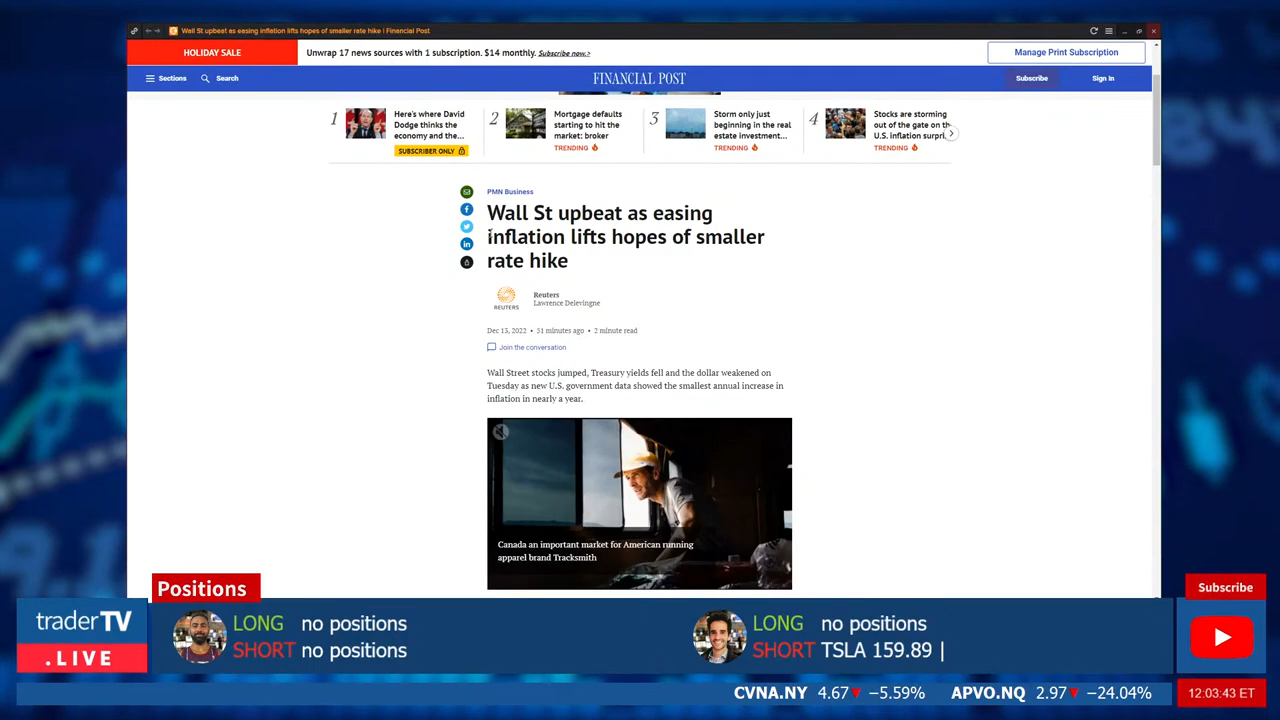 Wall St upbeat as easing inflation lifts hopes of smaller rate hike | Financial Post
HOLIDAY SALE
Unwrap 17 news sources with 1 subscription. $14 monthly. Subscribe now.>
Manage Print Subscription
Sections
Search
FINANCIAL POST
Subscribe
Sign In
1
Here's where David
Dodge thinks the
economy and the...
SUBSCRIBER ONLY
2
Mortgage defaults
starting to hit the
market: broker
TRENDING
3
Storm only just
beginning in the real
estate investment...
TRENDING
4
Stocks are storming
out of the gate on the
U.S. inflation surpri...
TRENDING
PMN Business
Wall St upbeat as easing
inflation lifts hopes of smaller
rate hike
REUTERS
Reuters
Lawrence Delevingne
Dec 13, 2022 • 51 minutes ago • 2 minute read
Join the conversation
Wall Street stocks jumped, Treasury yields fell and the dollar weakened on
Tuesday as new U.S. government data showed the smallest annual increase in
inflation in nearly a year.
Canada an important market for American running
apparel brand Tracksmith
Positions
Subscribe
traderTV
.LIVE
LONG no positions
SHORT no positions
LONG no positions
SHORT TSLA 159.89 |
CVNA.NY 4.67 −5.59% APVO.NQ 2.97 −24.04%
12:03:43 ET